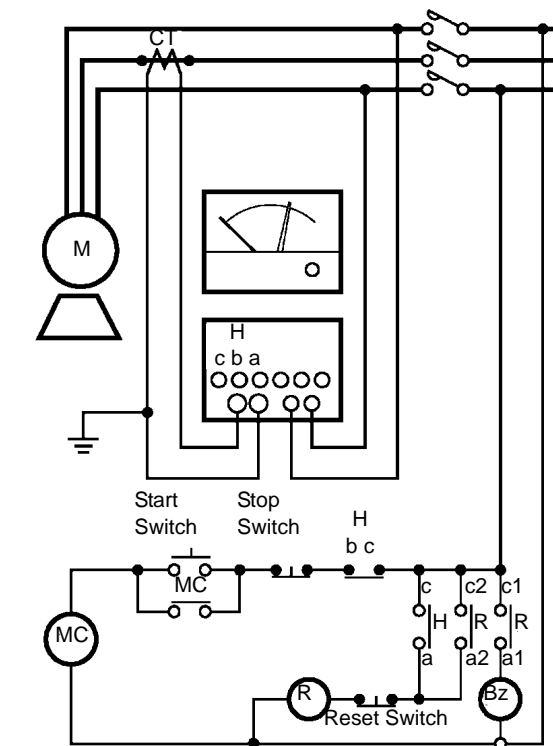 CT
M
H
c b a
Start
Switch
Stop
Switch
H
b c
MC
c c2 c1
MC
H R R
a a2 a1
R
Bz
Reset Switch